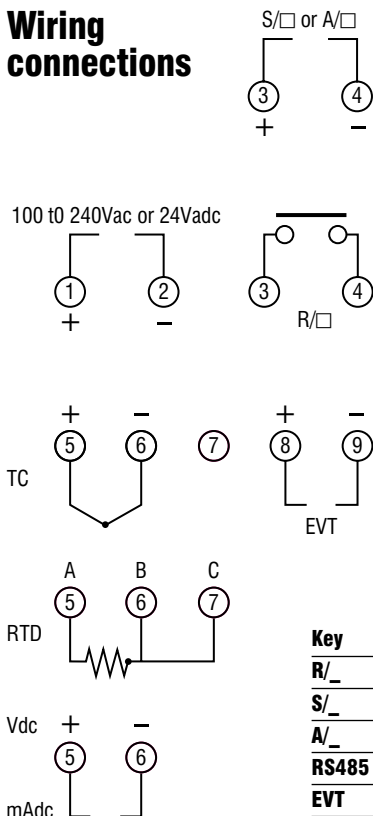 Wiring
connections
S/□ or A/□
3 4
+ −
100 t0 240Vac or 24Vadc
1 2
+ −
3 4
R/□
+ − + −
5 6 7 8 9
TC
EVT
A B C
5 6 7
RTD
Vdc + −
5 6
mAdc
Key
R/_
S/_
A/_
RS485
EVT